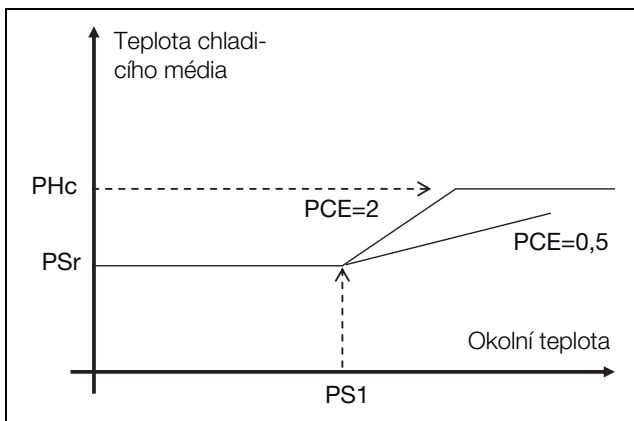 Teplota chladi-
cího média
PHc
PCE=2
PCE=0,5
PSr
Okolní teplota
PS1